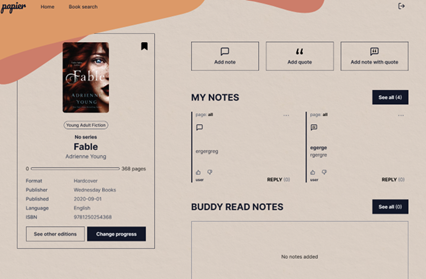 papier
Home
Book search
Fable
ADRIENNE
YOUNG
Young Adult Fiction
No series
Fable
Adrienne Young
0
368 pages
Format Hardcover
Publisher Wednesday Books
Published 2020-09-01
Language English
ISBN 9781250254368
See other editions
Change progress
Add note
Add quote
Add note with quote
MY NOTES
See all (4)
page: all
...
ergergreg
user
REPLY (0)
page: all
...
egerge
rgergre
user
REPLY (0)
BUDDY READ NOTES
See all (0)
No notes added